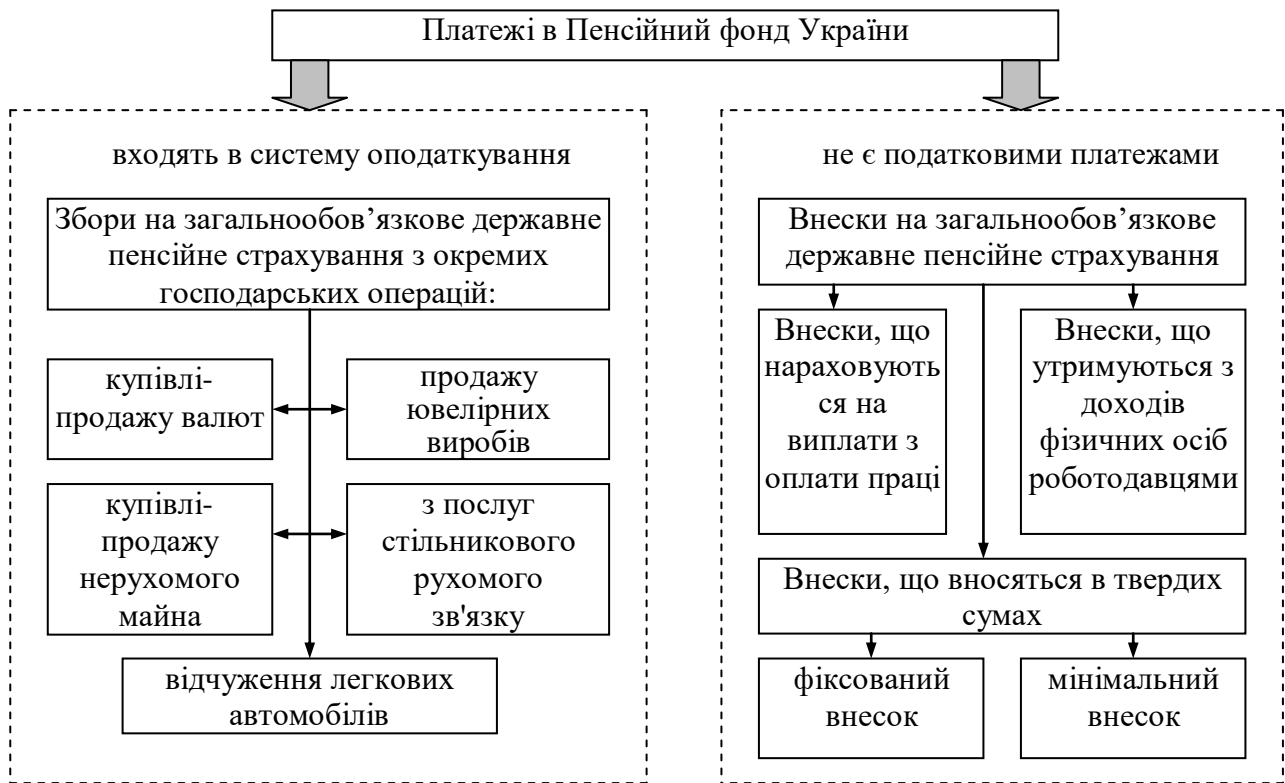 Платежі в Пенсійний фонд України
входять в систему оподаткування
Збори на загальнообов’язкове державне
пенсійне страхування з окремих
господарських операцій:
купівлі-
продажу валют
продажу
ювелірних
виробів
купівлі-
продажу
нерухомого
майна
з послуг
стільникового
рухомого
зв'язку
відчуження легкових
автомобілів
не є податковими платежами
Внески на загальнообов’язкове
державне пенсійне страхування
Внески, що
нараховують
ся на
виплати з
оплати праці
Внески, що
утримуються з
доходів
фізичних осіб
роботодавцями
Внески, що вносяться в твердих
сумах
фіксований
внесок
мінімальний
внесок